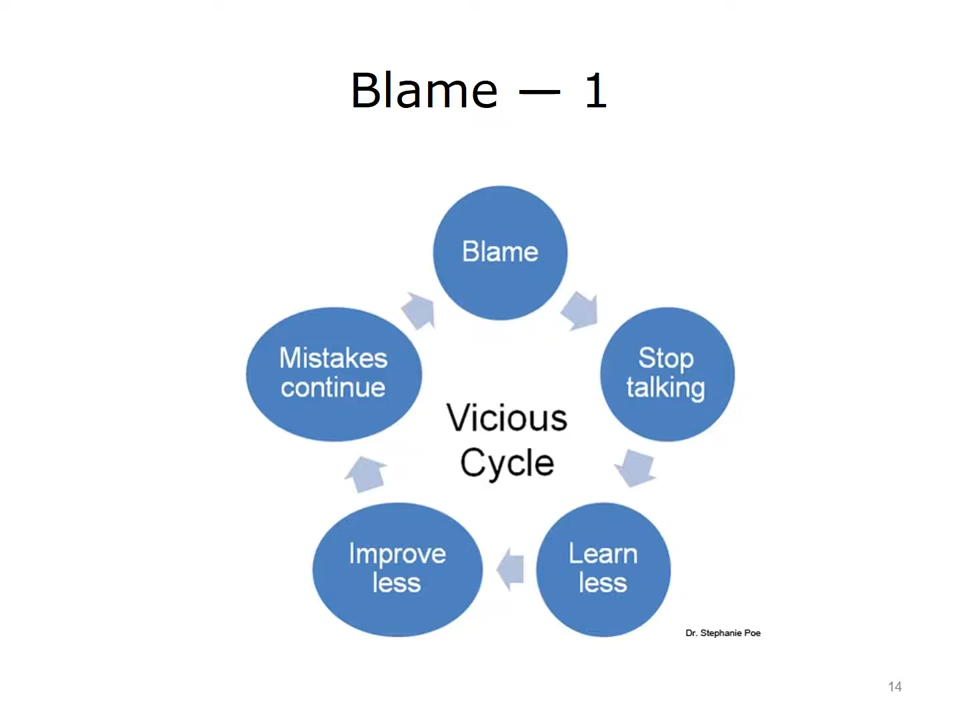 Blame — 1
Blame
Stop
talking
Learn
less
Improve
less
Mistakes
continue
Vicious
Cycle
Dr. Stephanie Poe
14